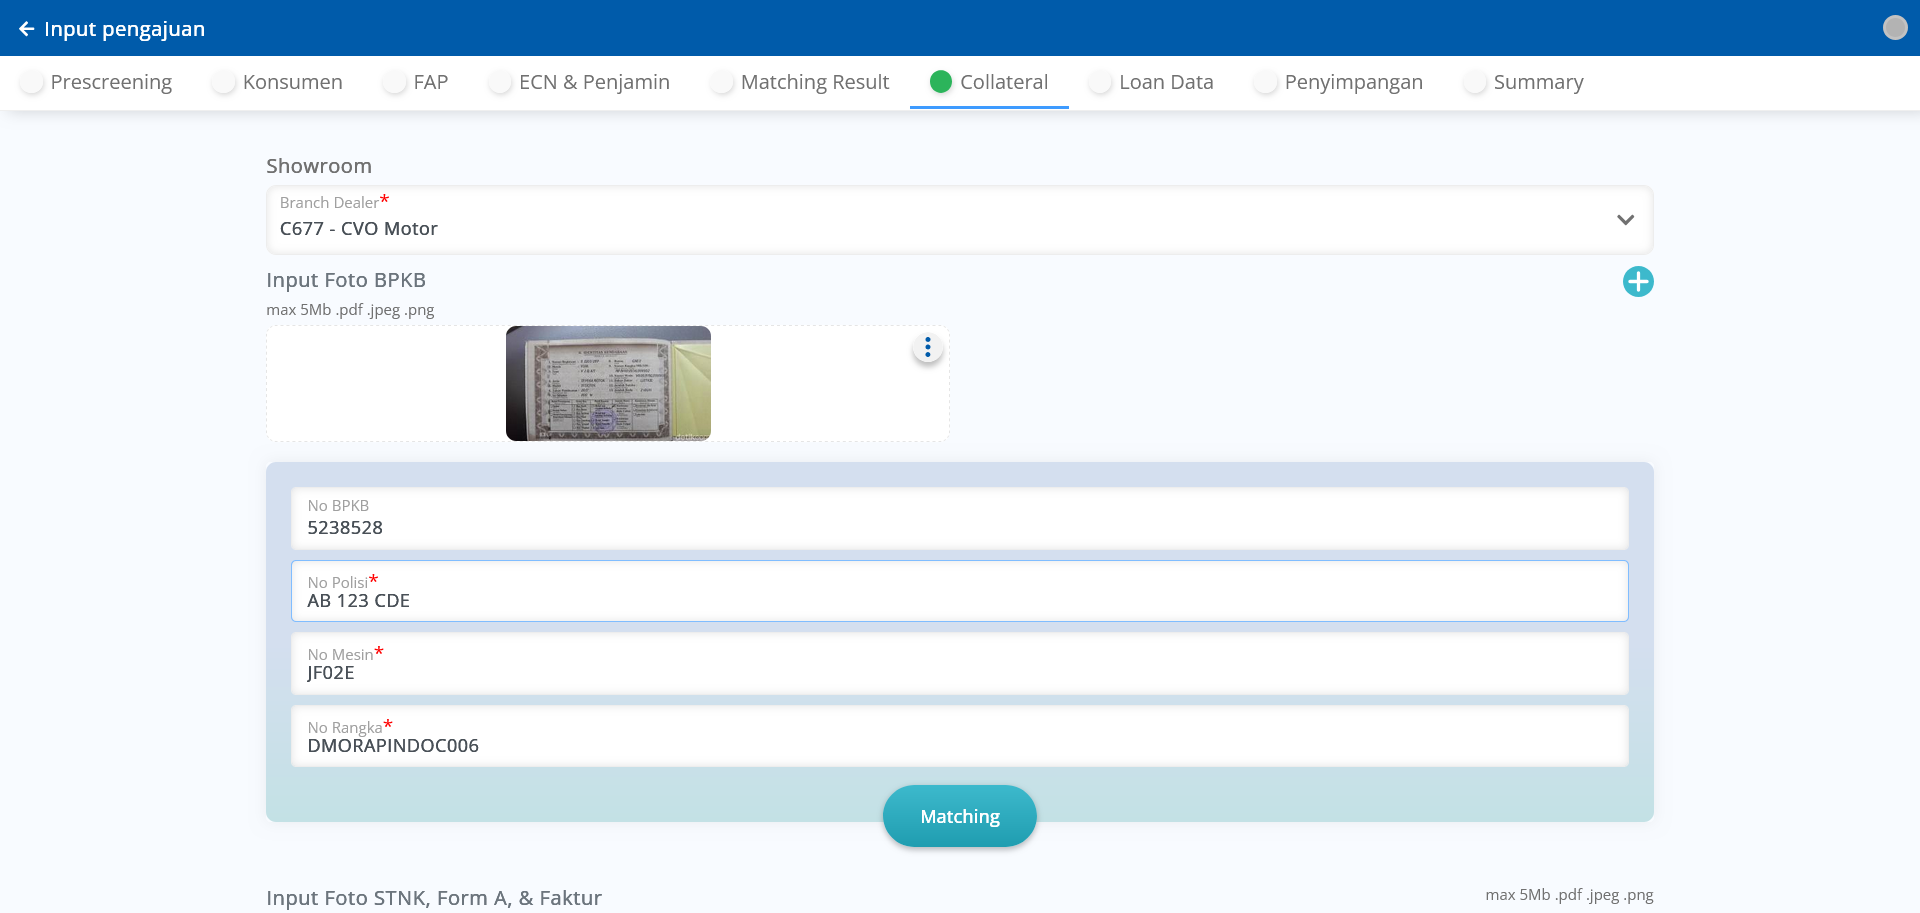 Input pengajuan
Prescreening Konsumen FAP ECN & Penjamin Matching Result Collateral Loan Data Penyimpangan Summary
Showroom
Branch Dealer*
C677 - CVO Motor
Input Foto BPKB
max 5Mb .pdf .jpeg .png
No BPKB
5238528
No Polisi*
AB 123 CDE
No Mesin*
JF02E
No Rangka*
DMORAPINDOC006
Matching
Input Foto STNK, Form A, & Faktur
max 5Mb .pdf .jpeg .png